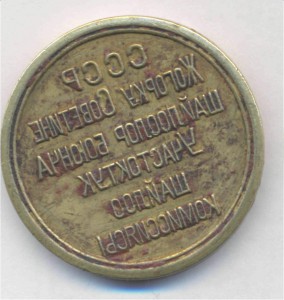 СССР
ЖОГОРКУ СОВЕТИНЕ
ШАЙЛООЛОР БОЮНЧА
УЧАСТОКТУК
ШАЙЛОО
КОМИССИЯСЫ